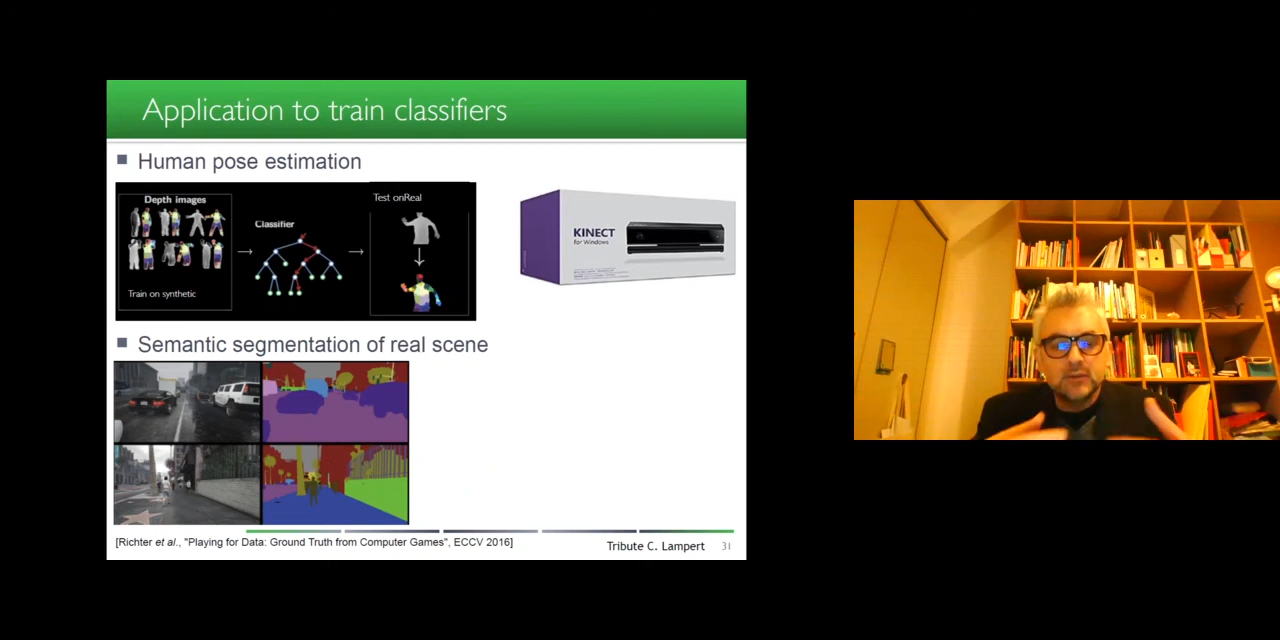 Application to train classifiers
Human pose estimation
Depth images
Classifier
Test onReal
Train on synthetic
KINECT
for Windows
Semantic segmentation of real scene
[Richter et al., "Playing for Data: Ground Truth from Computer Games", ECCV 2016]
Tribute C. Lampert 31